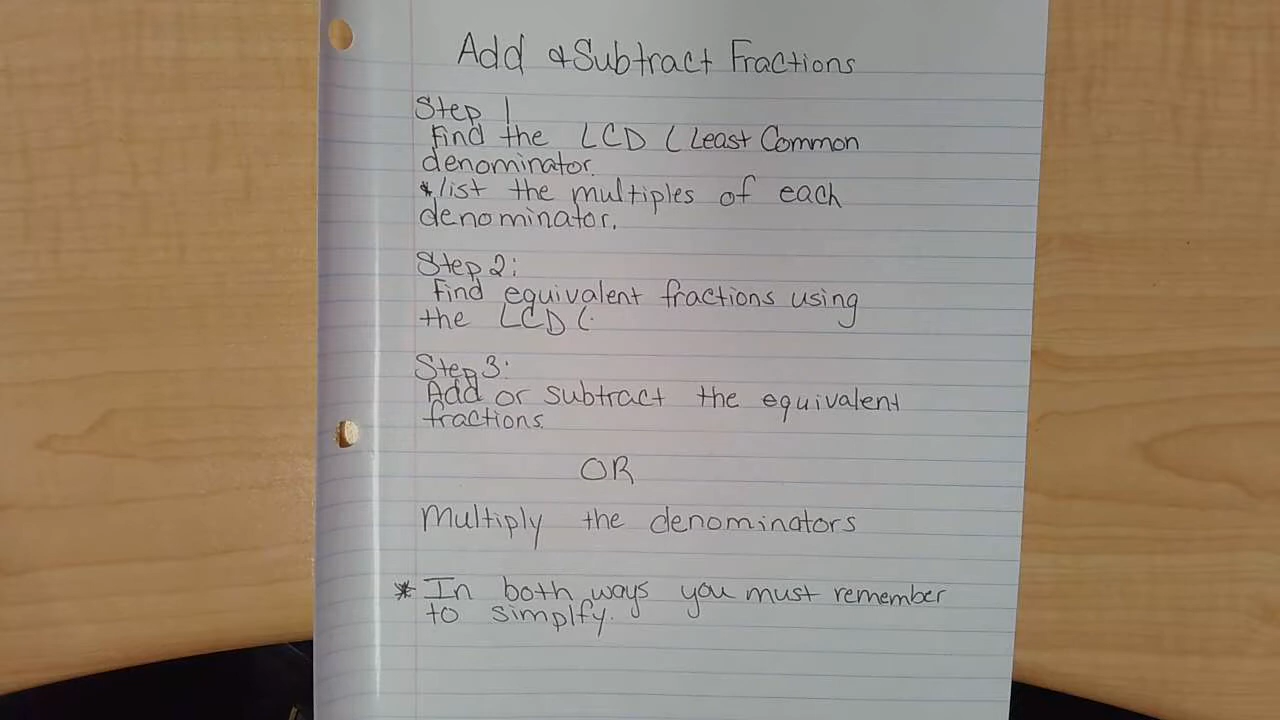 Add & Subtract Fractions
Step 1
Find the LCD (Least Common
denominator.
*list the multiples of each
denominator.
Step 2:
Find equivalent fractions using
the LCD (
Step 3:
Add or subtract the equivalent
fractions.
OR
Multiply the denominators
* In both ways you must remember
to simplfy.